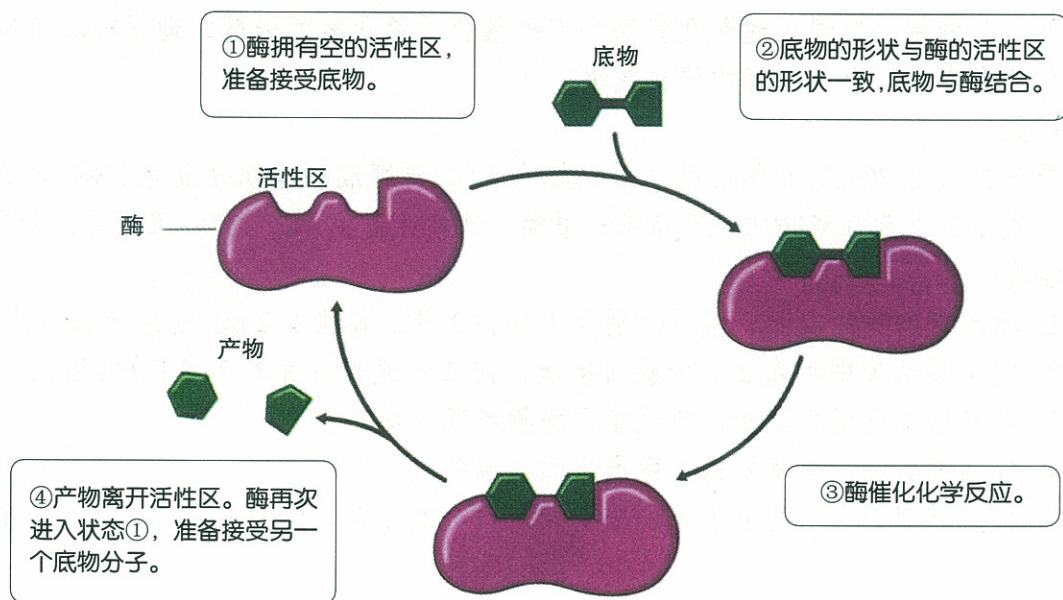 ①酶拥有空的活性区，
准备接受底物。
底物
②底物的形状与酶的活性区
的形状一致，底物与酶结合。
活性区
酶
产物
③酶催化化学反应。
④产物离开活性区。酶再次
进入状态①，准备接受另一
个底物分子。